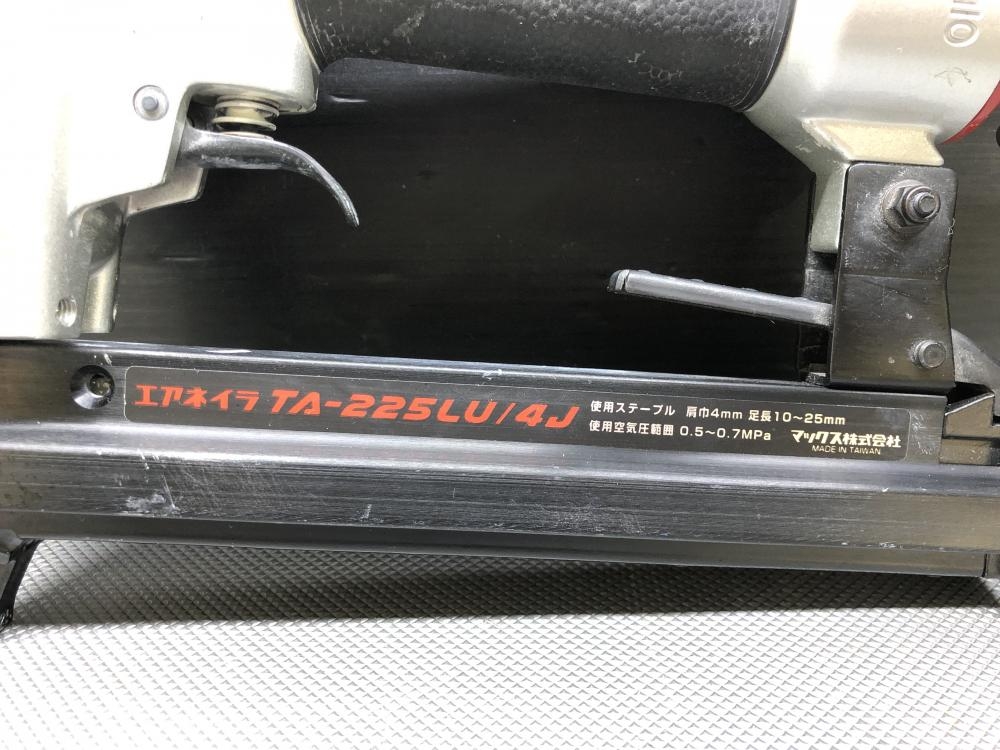 エアネイラ TA-225LU/4J
使用ステープル 肩巾4mm 足長10～25mm
使用空気圧範囲 0.5～0.7MPa マックス株式会社
MADE IN TAIWAN